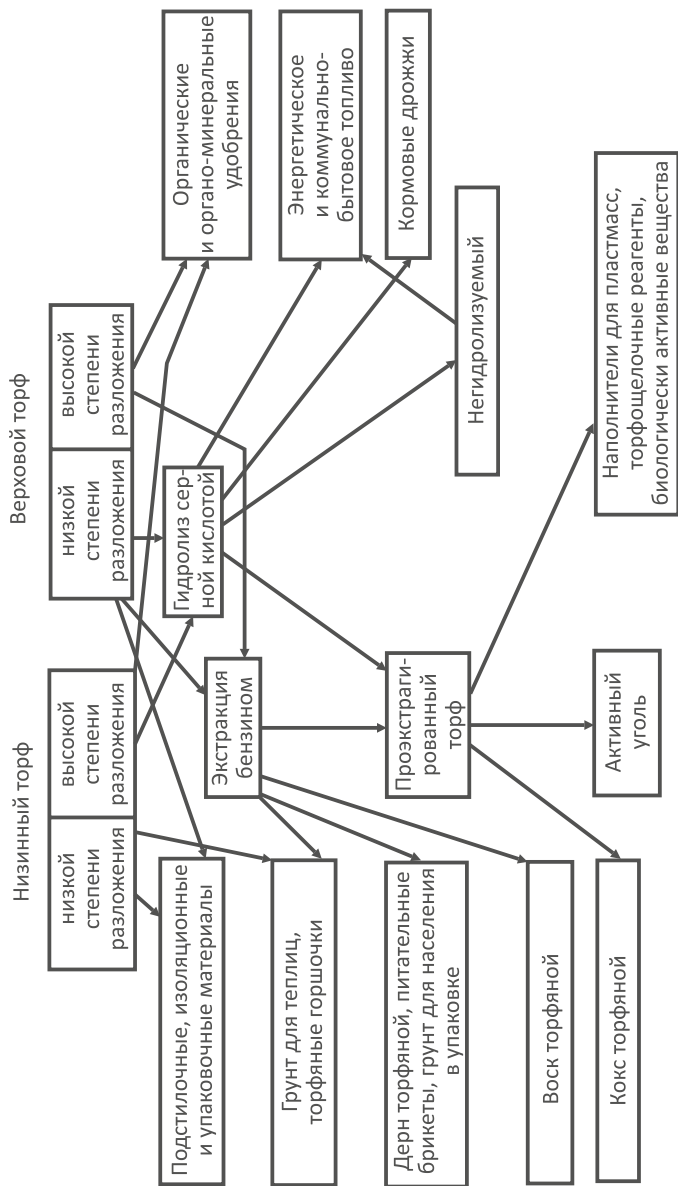 Низинный торф
низкой
степени
разложения
высокой
степени
разложения
Верховой торф
низкой
степени
разложения
высокой
степени
разложения
Подстилочные, изоляционные
и упаковочные материалы
Гидролиз сер-
ной кислотой
Органические
и органо-минеральные
удобрения
Экстракция
бензином
Грунт для теплиц,
торфяные горшочки
Энергетическое
и коммунально-
бытовое топливо
Дерн торфяной, питательные
брикеты, грунт для населения
в упаковке
Проэкстраги-
рованный
торф
Кормовые дрожжи
Воск торфяной
Негидролизуемый
Кокс торфяной
Активный
уголь
Наполнители для пластмасс,
торфощелочные реагенты,
биологически активные вещества